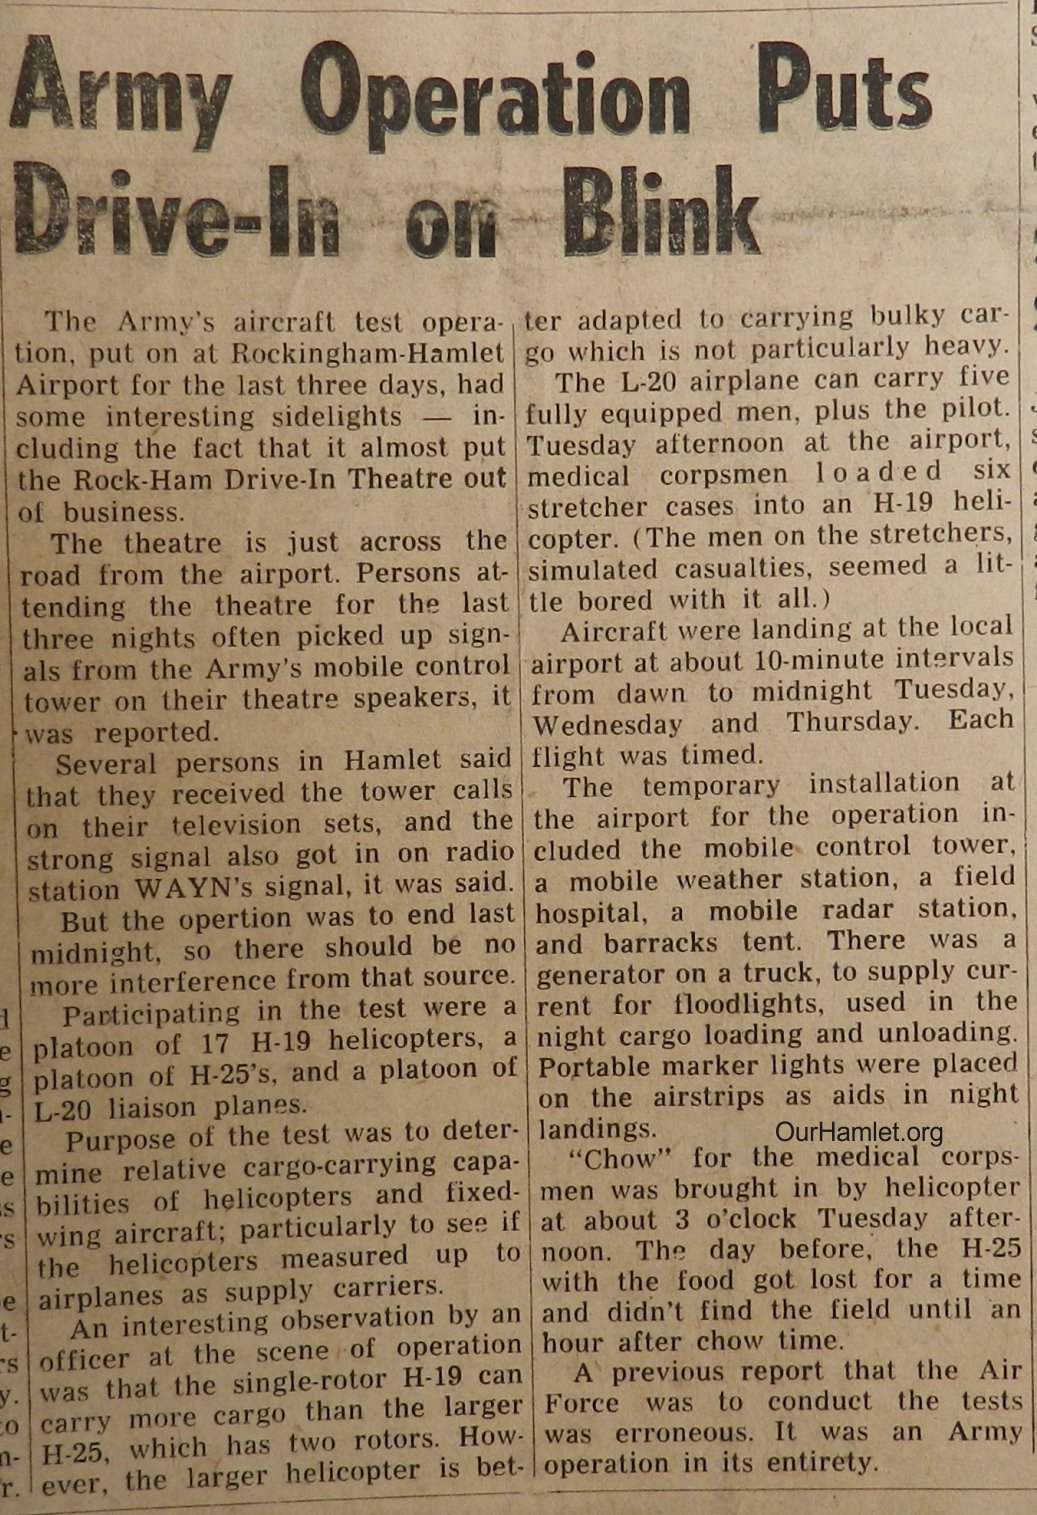 Army Operation Puts
Drive-In on Blink
The Army's aircraft test opera-
tion, put on at Rockingham-Hamlet
Airport for the last three days, had
some interesting sidelights — in-
cluding the fact that it almost put
the Rock-Ham Drive-In Theatre out
of business.
The theatre is just across the
road from the airport. Persons at-
tending the theatre for the last
three nights often picked up sign-
als from the Army's mobile control
tower on their theatre speakers, it
was reported.
Several persons in Hamlet said
that they received the tower calls
on their television sets, and the
strong signal also got in on radio
station WAYN's signal, it was said.
But the opertion was to end last
midnight, so there should be no
more interference from that source.
Participating in the test were a
platoon of 17 H-19 helicopters, a
platoon of H-25's, and a platoon of
L-20 liaison planes.
Purpose of the test was to deter-
mine relative cargo-carrying capa-
bilities of helicopters and fixed-
wing aircraft; particularly to see if
the helicopters measured up to
airplanes as supply carriers.
An interesting observation by an
officer at the scene of operation
was that the single-rotor H-19 can
carry more cargo than the larger
H-25, which has two rotors. How-
ever, the larger helicopter is bet-
ter adapted to carrying bulky car-
go which is not particularly heavy.
The L-20 airplane can carry five
fully equipped men, plus the pilot.
Tuesday afternoon at the airport,
medical corpsmen loaded six
stretcher cases into an H-19 heli-
copter. (The men on the stretchers,
simulated casualties, seemed a lit-
tle bored with it all.)
Aircraft were landing at the local
airport at about 10-minute intervals
from dawn to midnight Tuesday,
Wednesday and Thursday. Each
flight was timed.
The temporary installation at
the airport for the operation in-
cluded the mobile control tower,
a mobile weather station, a field
hospital, a mobile radar station,
and barracks tent. There was a
generator on a truck, to supply cur-
rent for floodlights, used in the
night cargo loading and unloading.
Portable marker lights were placed
on the airstrips as aids in night
landings.
OurHamlet.org
"Chow" for the medical corps-
men was brought in by helicopter
at about 3 o'clock Tuesday after-
noon. The day before, the H-25
with the food got lost for a time
and didn't find the field until an
hour after chow time.
A previous report that the Air
Force was to conduct the tests
was erroneous. It was an Army
operation in its entirety.